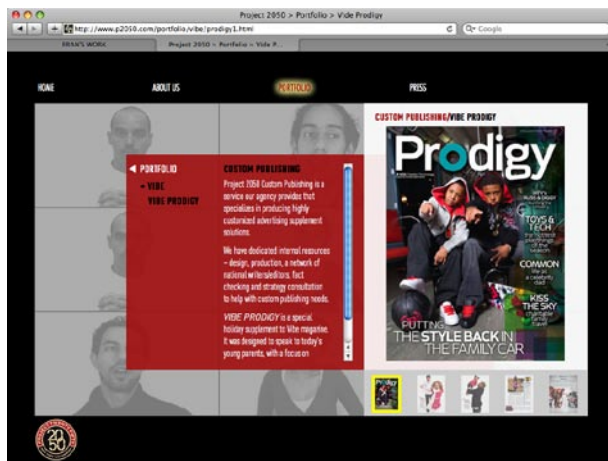 Project 2050 > Portfolio > Vide Prodigy
http://www.p2050.com/portfolio/vibe/prodigy1.html
Google
FRAN'S WORK
Project 2050 > Portfolio > Vide P...
HOME
ABOUT US
PORTFOLIO
PRESS
CUSTOM PUBLISHING/VIBE PRODIGY
PORTFOLIO
VIBE
VIBE PRODIGY
CUSTOM PUBLISHING
Project 2050 Custom Publishing is a
service our agency provides that
specializes in producing highly
customized advertising supplement
solutions.
We have dedicated internal resources
– design, production, a network of
national writers/editors, fact
checking and strategy consultation
to help with custom publishing needs.
VIBE PRODIGY is a special
holiday supplement to Vibe magazine.
It was designed to speak to today's
young parents, with a focus on
Prodigy
TOYS &
TECH
COMMON
KISS
THE SKY
PUTTING
THE STYLE BACK IN
THE FAMILY CAR
Prodigy
20
50